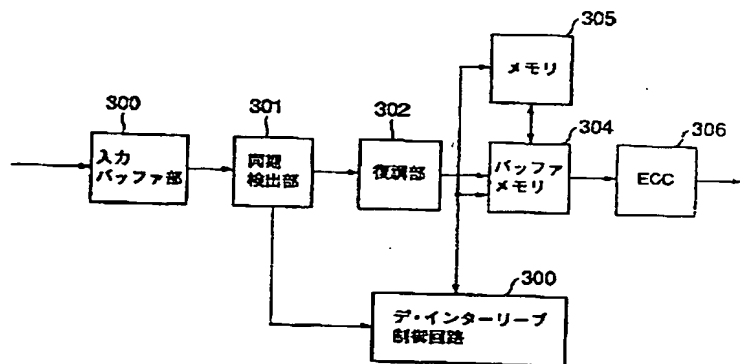 305
メモリ
300
入力
バッファ部
301
同期
検出部
302
復調部
304
バッファ
メモリ
306
ECC
300
デ・インターリーブ
制御回路